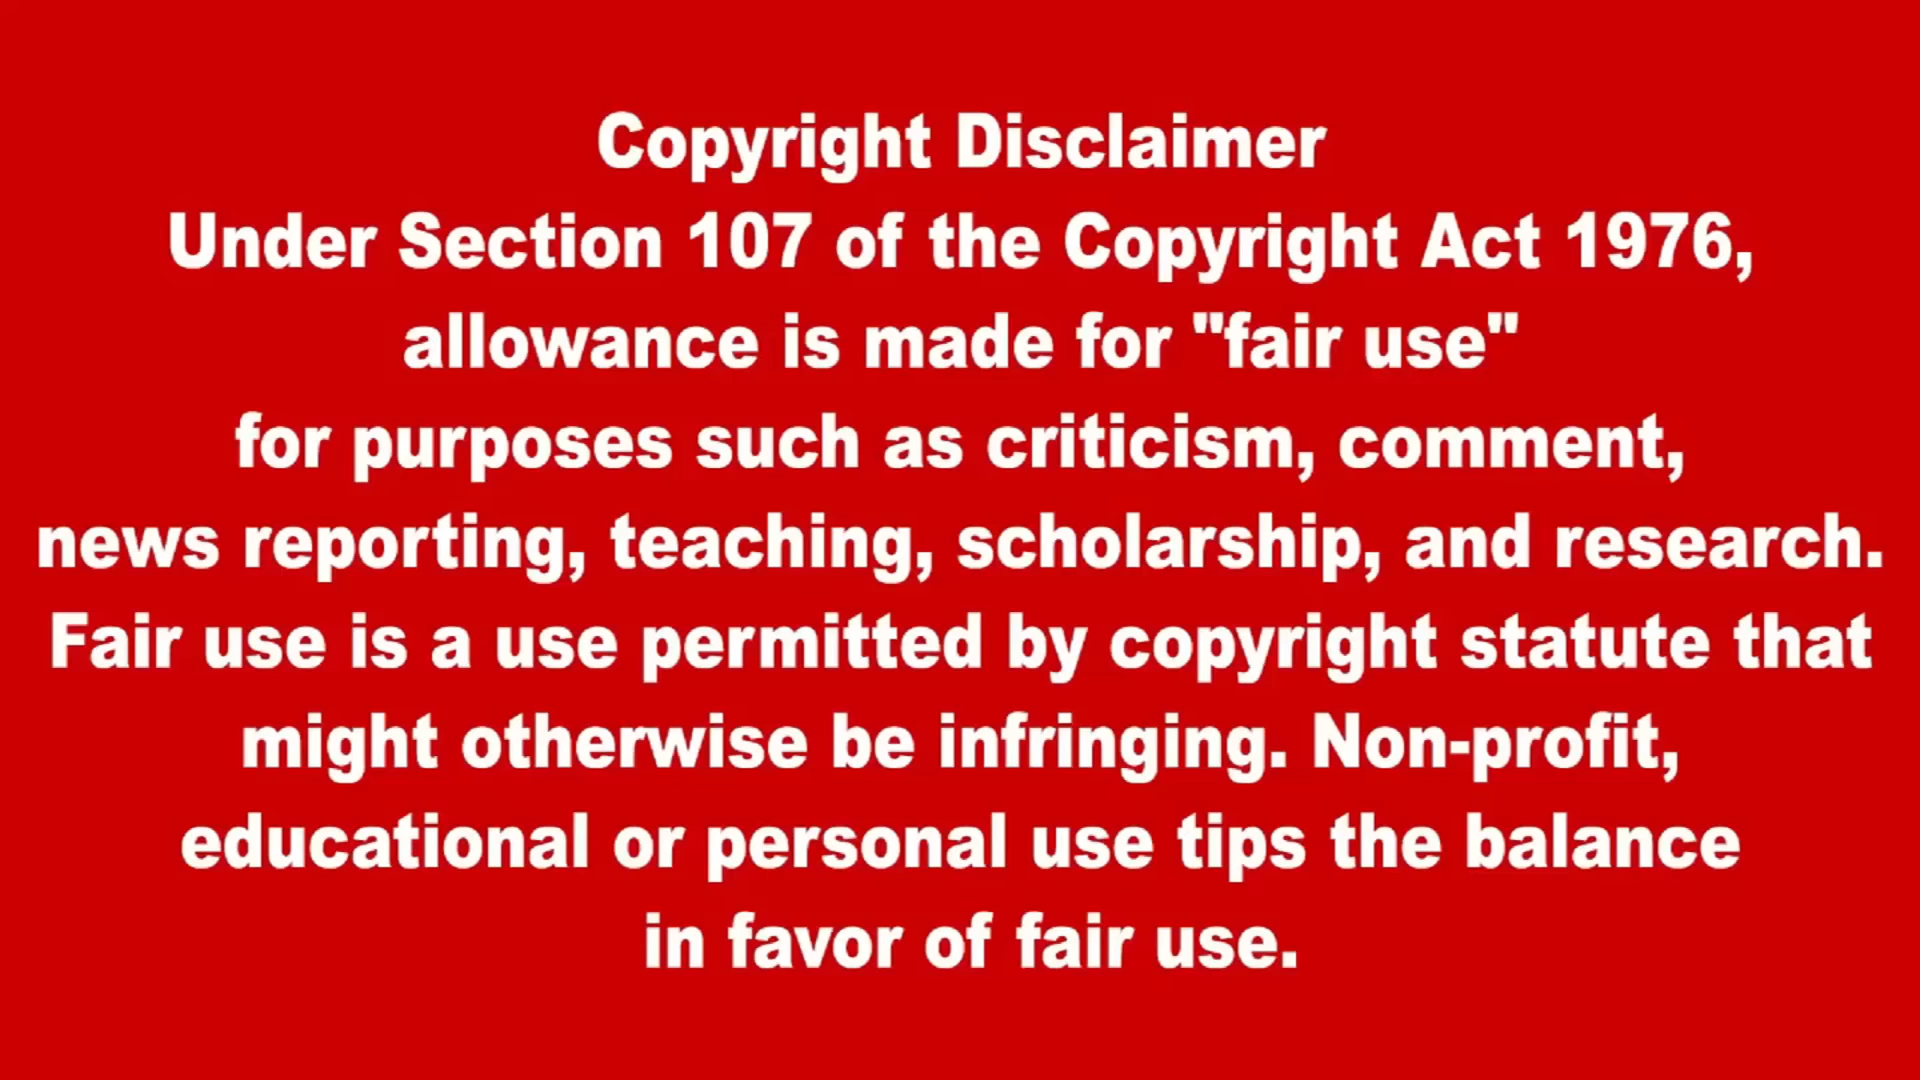 Copyright Disclaimer
Under Section 107 of the Copyright Act 1976,
allowance is made for "fair use"
for purposes such as criticism, comment,
news reporting, teaching, scholarship, and research.
Fair use is a use permitted by copyright statute that
might otherwise be infringing. Non-profit,
educational or personal use tips the balance
in favor of fair use.